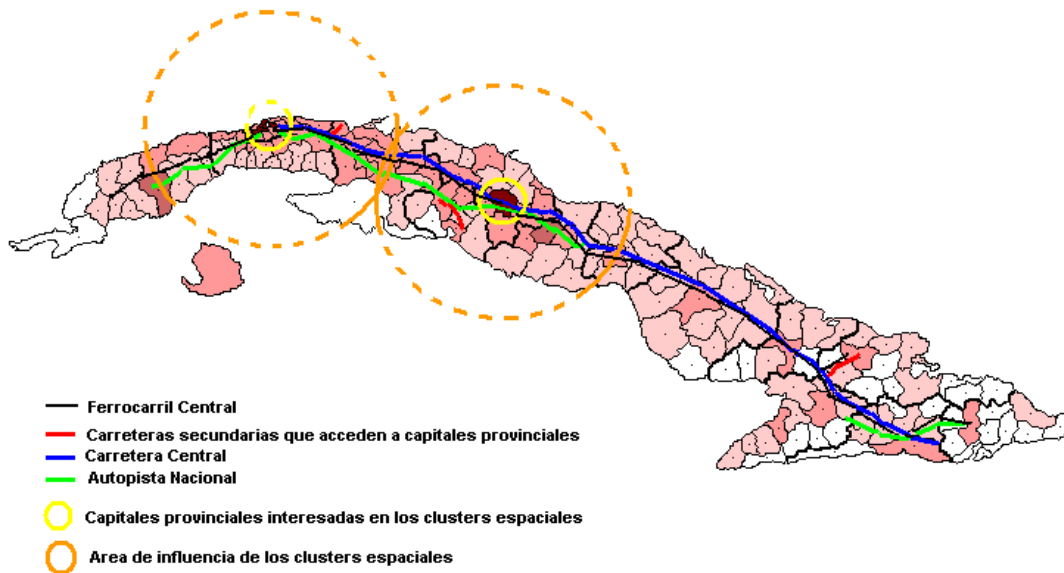 Ferrocarril Central
Carreteras secundarias que acceden a capitales provinciales
Carretera Central
Autopista Nacional
Capitales provinciales interesadas en los clusters espaciales
Area de influencia de los clusters espaciales